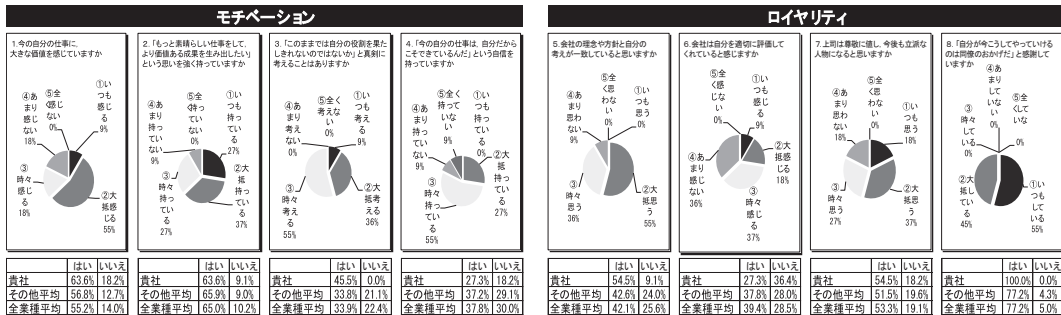 モチベーション
1.今の自分の仕事に、
大きな価値を感じていますか
①いつも感じる 9%
②大抵感じる 55%
③時々感じる 18%
④あまり感じない 18%
⑤全く感じない 0%
はい いいえ
貴社 63.6% 18.2%
その他平均 56.8% 12.7%
全業種平均 55.2% 14.0%
2.「もっと素晴らしい仕事をして、
より価値ある成果を生み出したい」
という思いを強く持っていますか
①いつも持っている 27%
②大抵持っている 37%
③時々持っている 27%
④あまり持っていない 9%
⑤全く持っていない 0%
はい いいえ
貴社 63.6% 9.1%
その他平均 65.9% 9.0%
全業種平均 65.0% 10.2%
3.「このままでは自分の役割を果た
しきれないのではないか」と真剣に
考えることはありますか
①いつも考える 9%
②大抵考える 36%
③時々考える 55%
④あまり考えない 0%
⑤全く考えない 0%
はい いいえ
貴社 45.5% 0.0%
その他平均 33.8% 21.1%
全業種平均 33.9% 22.4%
4.「今の自分の仕事は、自分だから
こそできているんだ」という自信を
持っていますか
①いつも持っている 0%
②大抵持っている 27%
③時々持っている 55%
④あまり持っていない 9%
⑤全く持っていない 9%
はい いいえ
貴社 27.3% 18.2%
その他平均 37.2% 29.1%
全業種平均 37.8% 30.0%
ロイヤリティ
5.会社の理念や方針と自分の
考えが一致していると思いますか
①いつも思う 0%
②大抵思う 55%
③時々思う 36%
④あまり思わない 9%
⑤全く思わない 0%
はい いいえ
貴社 54.5% 9.1%
その他平均 42.6% 24.0%
全業種平均 42.1% 25.6%
6.会社は自分を適切に評価して
くれていると感じますか
①いつも感じる 9%
②大抵感じる 18%
③時々感じる 37%
④あまり
⑤全く感じない
はい いいえ
貴社 27.3% 36.4%
その他平均 37.8% 28.0%
全業種平均 39.4% 28.5%
7.上司は尊敬に値し、今後も立派な
人物になると思いますか
①いつも思う 18%
②大抵思う 37%
③時々思う 27%
④あまり思わない 18%
⑤全く思わない 0%
はい いいえ
貴社 54.5% 18.2%
その他平均 51.5% 19.6%
全業種平均 53.3% 19.1%
8.「自分が今こうしてやっていける
のは同僚のおかげだ」と感謝して
いますか
①いつもしている 55%
②大抵している 45%
③時々している 0%
④あまりしていない 0%
⑤全くしていな 0%
はい いいえ
貴社 100.0% 0.0%
その他平均 77.2% 4.3%
全業種平均 77.2% 5.0%